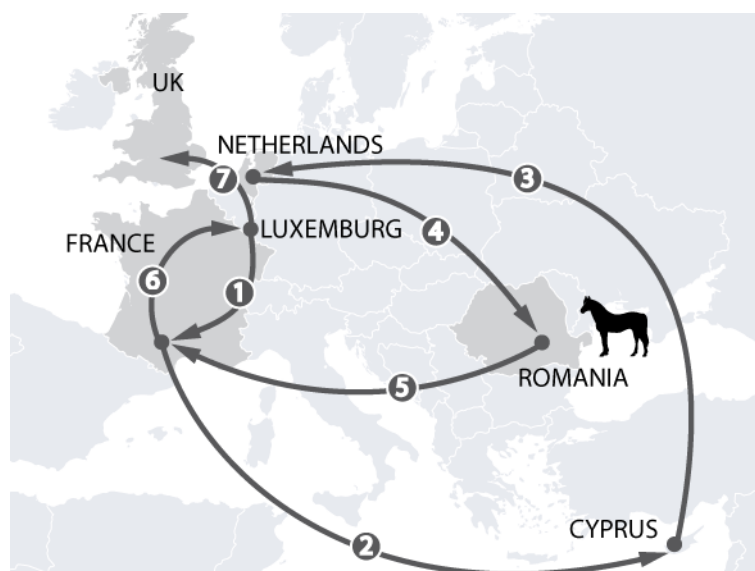 UK
NETHERLANDS
3
7
LUXEMBURG
4
FRANCE
6
1
ROMANIA
5
CYPRUS
2